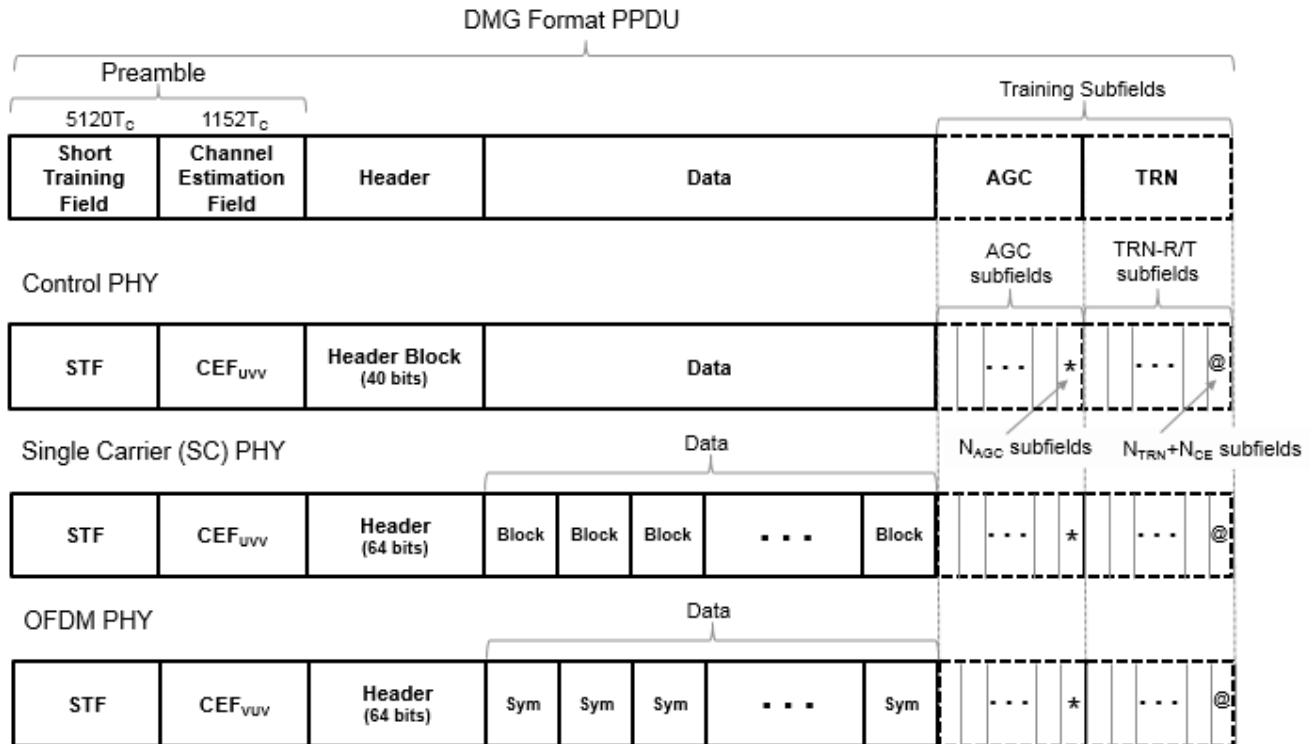 DMG Format PPDU
Preamble
Training Subfields
5120Tc 1152Tc
Short Training Field
Channel Estimation Field
Header
Data
AGC
TRN
AGC subfields
TRN-R/T subfields
Control PHY
STF
CEFUVV
Header Block
(40 bits)
Data
- - -
*
- - -
@
Single Carrier (SC) PHY
Data
NAGC subfields
NTRN+NCE subfields
STF
CEFUVV
Header
(64 bits)
Block
Block
Block
- - -
Block
- - -
*
- - -
@
OFDM PHY
Data
STF
CEFVUV
Header
(64 bits)
Sym
Sym
Sym
- - -
Sym
- - -
*
- - -
@